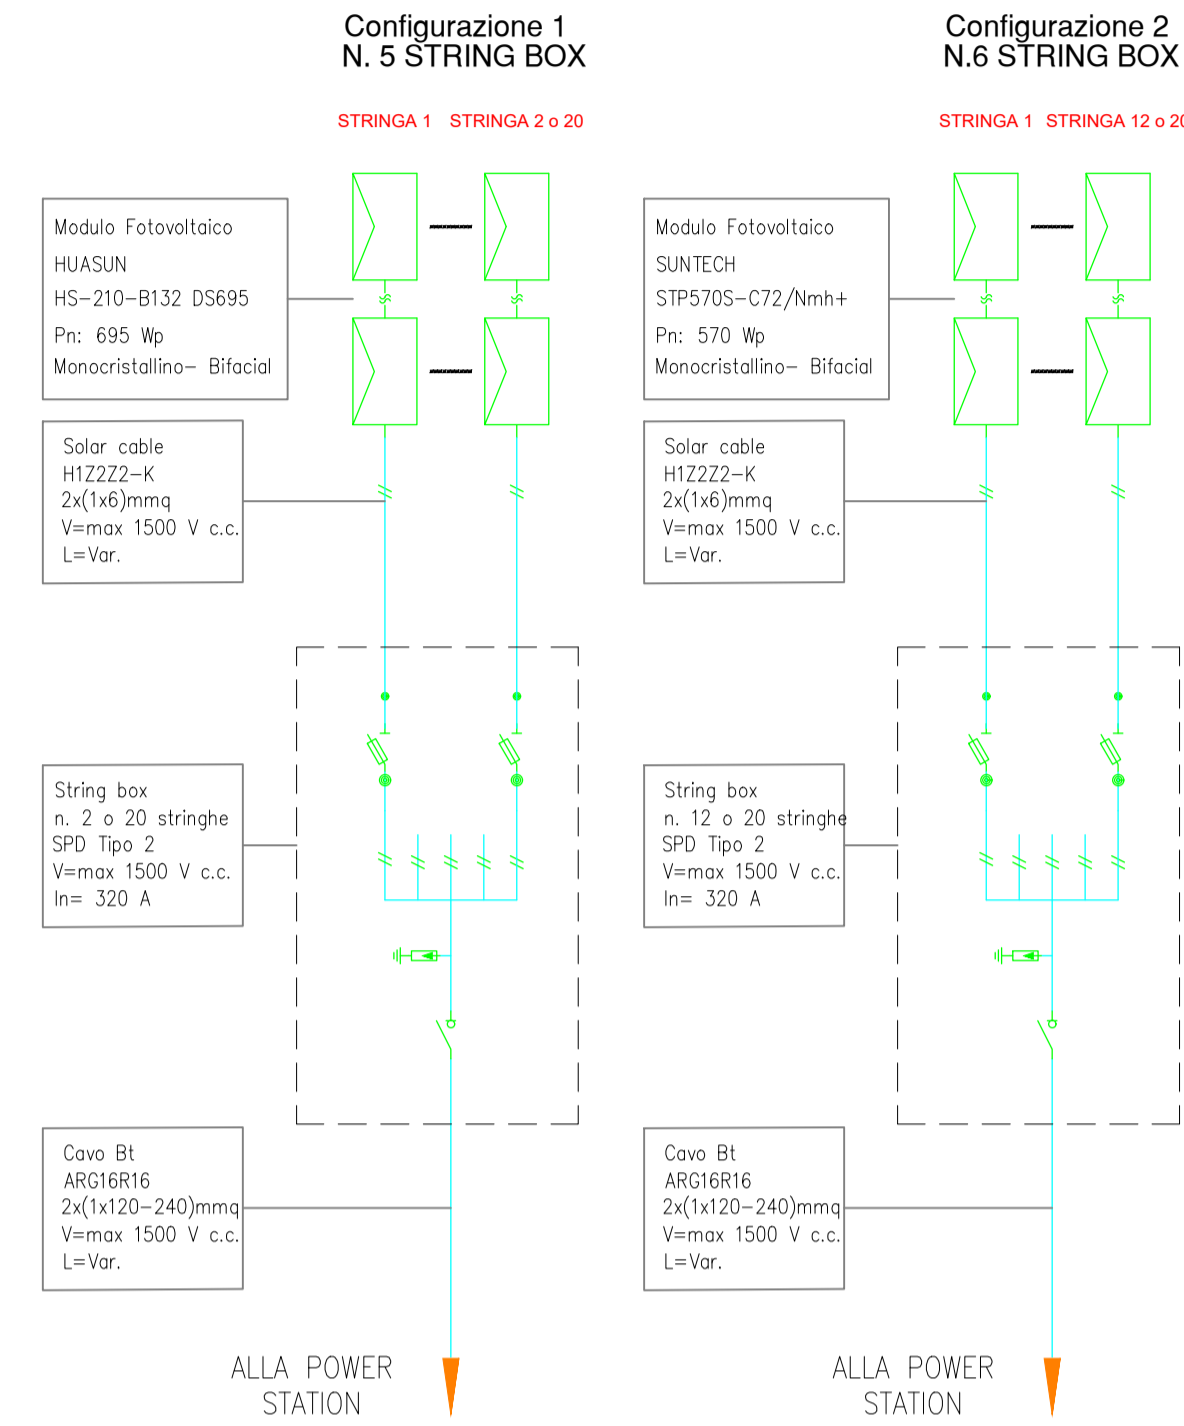 Configurazione 1
N. 5 STRING BOX
STRINGA 1 STRINGA 2 o 20
Modulo Fotovoltaico
HUASUN
HS-210-B132 DS695
Pn: 695 Wp
Monocristallino- Bifacial
Solar cable
H1Z2Z2-K
2x(1x6)mmq
V=max 1500 V c.c.
L=Var.
String box
n. 2 o 20 stringhe
SPD Tipo 2
V=max 1500 V c.c.
In= 320 A
Cavo Bt
ARG16R16
2x(1x120-240)mmq
V=max 1500 V c.c.
L=Var.
ALLA POWER
STATION
Configurazione 2
N.6 STRING BOX
STRINGA 1 STRINGA 12 o 20
Modulo Fotovoltaico
SUNTECH
STP570S-C72/Nmh+
Pn: 570 Wp
Monocristallino- Bifacial
Solar cable
H1Z2Z2-K
2x(1x6)mmq
V=max 1500 V c.c.
L=Var.
String box
n. 12 o 20 stringhe
SPD Tipo 2
V=max 1500 V c.c.
In= 320 A
Cavo Bt
ARG16R16
2x(1x120-240)mmq
V=max 1500 V c.c.
L=Var.
ALLA POWER
STATION